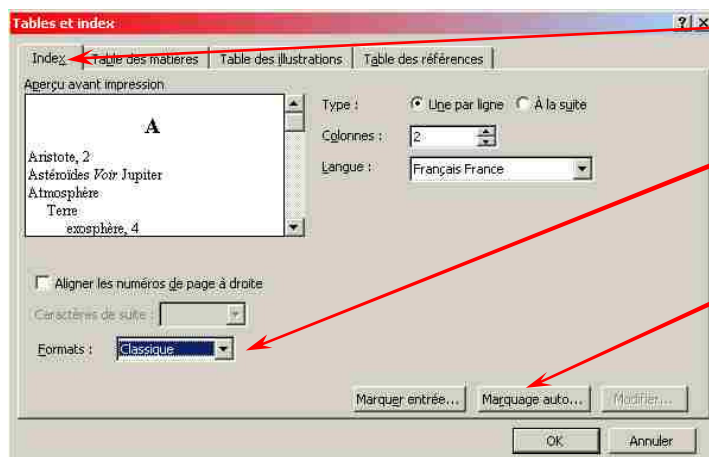 Tables et index
Index Table des matières Table des illustrations Table des références
Aperçu avant impression
A
Aristote, 2
Astéroïdes Voir Jupiter
Atmosphère
Terre
exosphère, 4
Type : Une par ligne À la suite
Colonnes : 2
Langue : Français France
Aligner les numéros de page à droite
Caractères de suite :
Formats : Classique
Marquer entrée... Marquage auto... Modifier...
OK Annuler